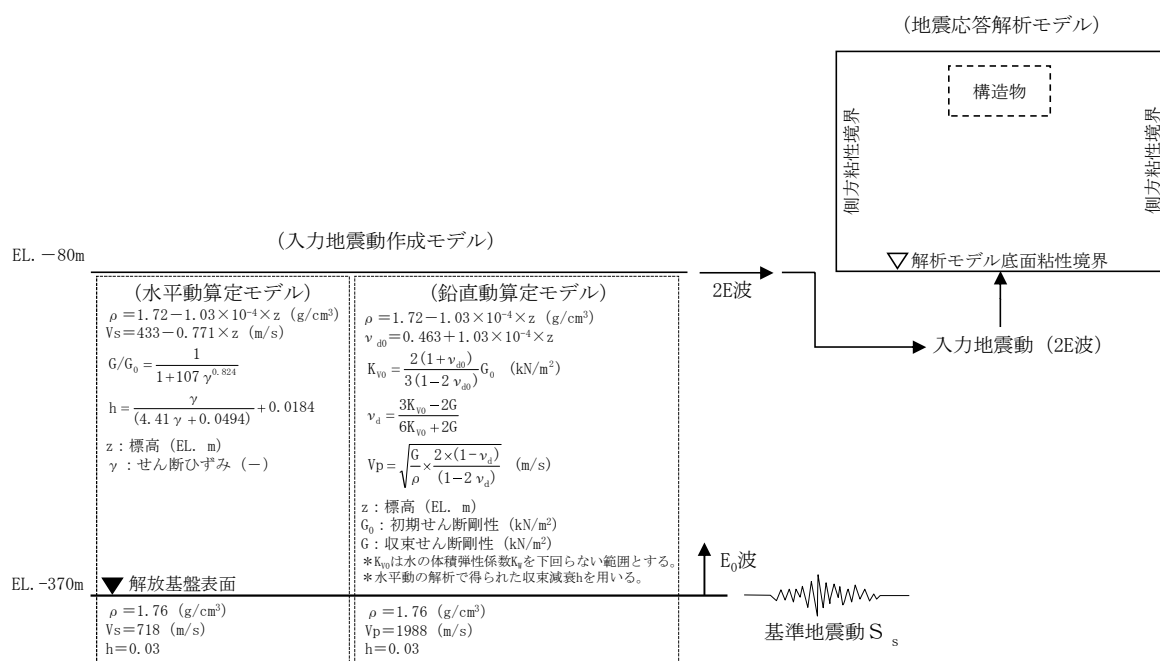 (地震応答解析モデル)
構造物
側方粘性境界
側方粘性境界
▽解析モデル底面粘性境界
(入力地震動作成モデル)
EL.-80m
2E波
入力地震動 (2E波)
(水平動算定モデル)
ρ=1.72-1.03×10⁻⁴×z (g/cm³)
Vs=433-0.771×z (m/s)
G/G₀=1/(1+107γ^0.824)
h=γ/(4.41γ+0.0494)+0.0184
z:標高 (EL. m)
γ:せん断ひずみ (-)
(鉛直動算定モデル)
ρ=1.72-1.03×10⁻⁴×z (g/cm³)
ν_d0=0.463+1.03×10⁻⁴×z
K_V0=2(1+ν_d0)/3(1-2ν_d0) G₀ (kN/m²)
ν_d=(3K_V0-2G)/(6K_V0+2G)
Vp=√(G/ρ×2×(1-ν_d)/(1-2ν_d)) (m/s)
z:標高 (EL. m)
G₀:初期せん断剛性 (kN/m²)
G:収束せん断剛性 (kN/m²)
*K_V0は水の体積弾性係数K_Wを下回らない範囲とする。
*水平動の解析で得られた収束減衰hを用いる。
E₀波
EL.-370m
▼解放基盤表面
ρ=1.76 (g/cm³)
Vs=718 (m/s)
h=0.03
ρ=1.76 (g/cm³)
Vp=1988 (m/s)
h=0.03
基準地震動Sₛ